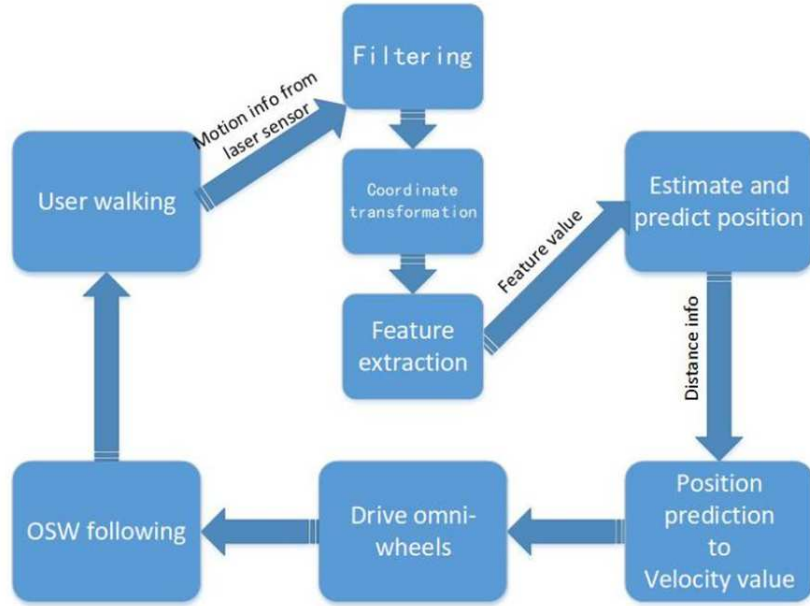 Filtering
Motion info from
laser sensor
User walking
Coordinate
transformation
Estimate and
predict position
Feature value
Feature
extraction
Distance info
OSW following
Drive omni-
wheels
Position
prediction
to
Velocity value